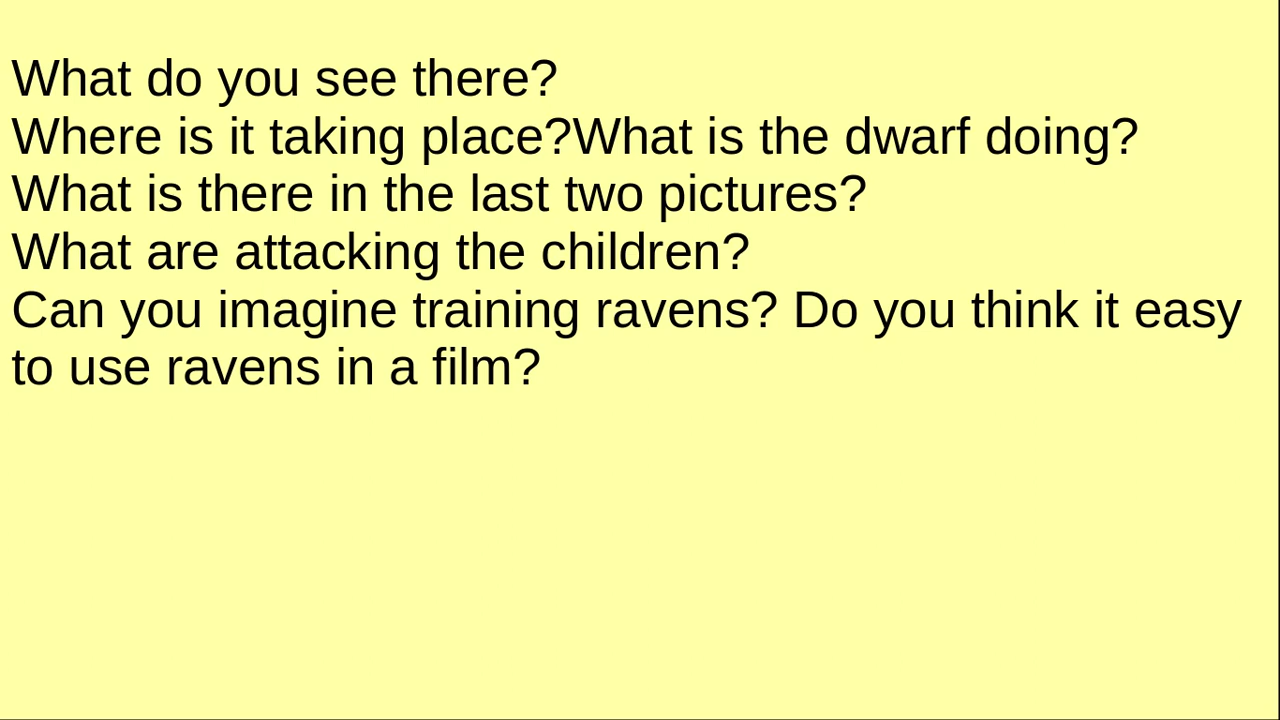 What do you see there?
Where is it taking place?What is the dwarf doing?
What is there in the last two pictures?
What are attacking the children?
Can you imagine training ravens? Do you think it easy
to use ravens in a film?